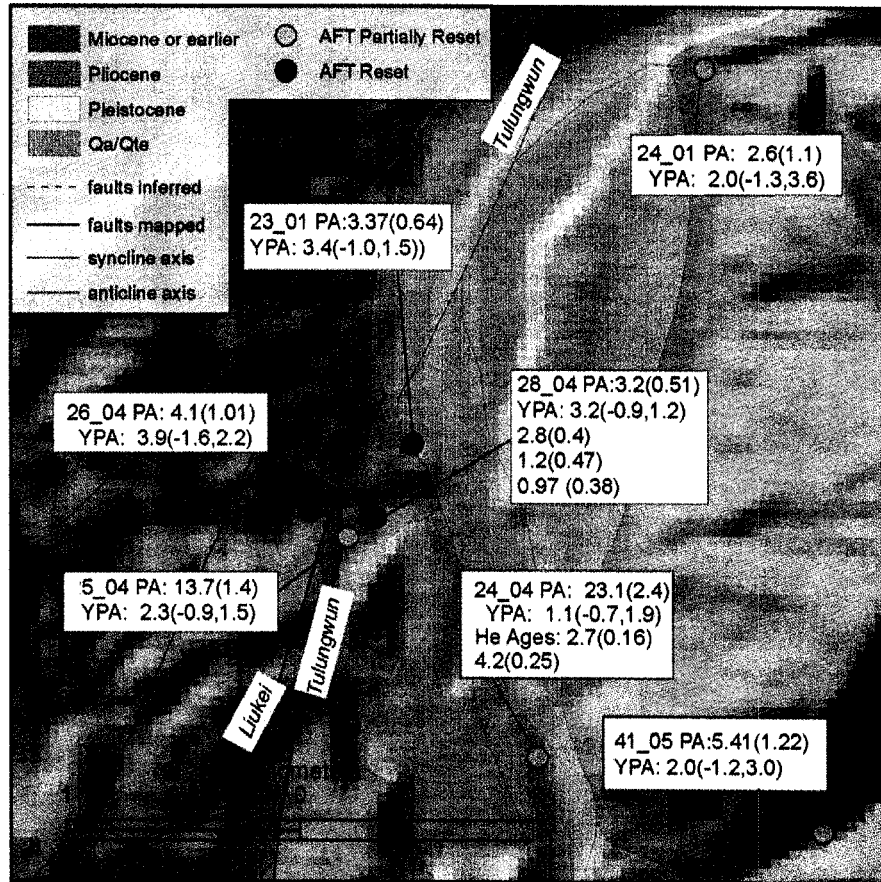 Miocene or earlier
Pliocene
Pleistocene
Qa/Qte
faults inferred
faults mapped
syncline axis
anticline axis
AFT Partially Reset
AFT Reset
Tulungwun
24_01 PA: 2.6(1.1)
YPA: 2.0(-1.3,3.6)
23_01 PA:3.37(0.64)
YPA: 3.4(-1.0,1.5))
28_04 PA:3.2(0.51)
YPA: 3.2(-0.9,1.2)
2.8(0.4)
1.2(0.47)
0.97 (0.38)
26_04 PA: 4.1(1.01)
YPA: 3.9(-1.6,2.2)
5_04 PA: 13.7(1.4)
YPA: 2.3(-0.9,1.5)
24_04 PA: 23.1(2.4)
YPA: 1.1(-0.7,1.9)
He Ages: 2.7(0.16)
4.2(0.25)
Liukei
Tulungwun
41_05 PA:5.41(1.22)
YPA: 2.0(-1.2,3.0)